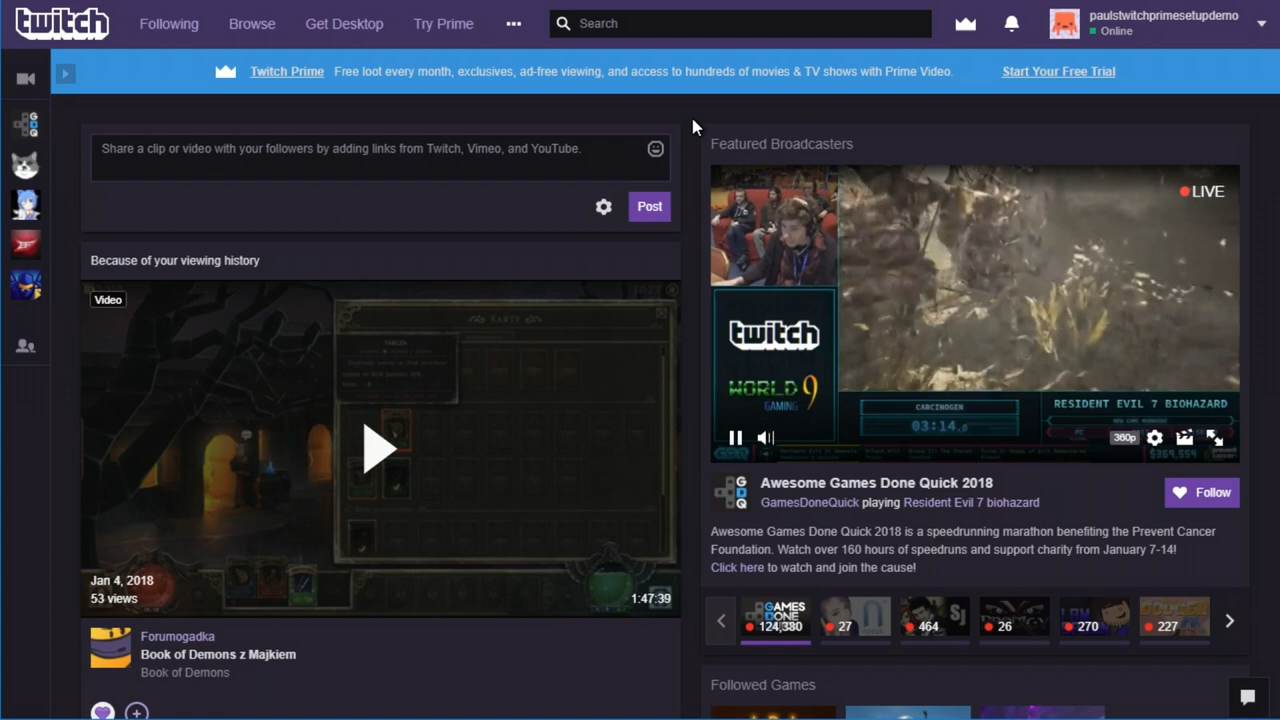 twitch
Following
Browse
Get Desktop
Try Prime
Search
paulstwitchprimesetupdemo
Online
Twitch Prime Free loot every month, exclusives, ad-free viewing, and access to hundreds of movies & TV shows with Prime Video. Start Your Free Trial
Share a clip or video with your followers by adding links from Twitch, Vimeo, and YouTube.
Post
Because of your viewing history
Video
Jan 4, 2018
53 views
1:47:39
Forumogadka
Book of Demons z Majkiem
Book of Demons
Featured Broadcasters
LIVE
twitch
WORLD 9
GAMING
CARCINOGEN
03:14.8
RESIDENT EVIL 7 BIOHAZARD
360p
$369,554
GDQ
Awesome Games Done Quick 2018
GamesDoneQuick playing Resident Evil 7 biohazard
Follow
Awesome Games Done Quick 2018 is a speedrunning marathon benefiting the Prevent Cancer
Foundation. Watch over 160 hours of speedruns and support charity from January 7-14!
Click here to watch and join the cause!
GAMES
DONE
124,380
27
464
26
270
227
Followed Games